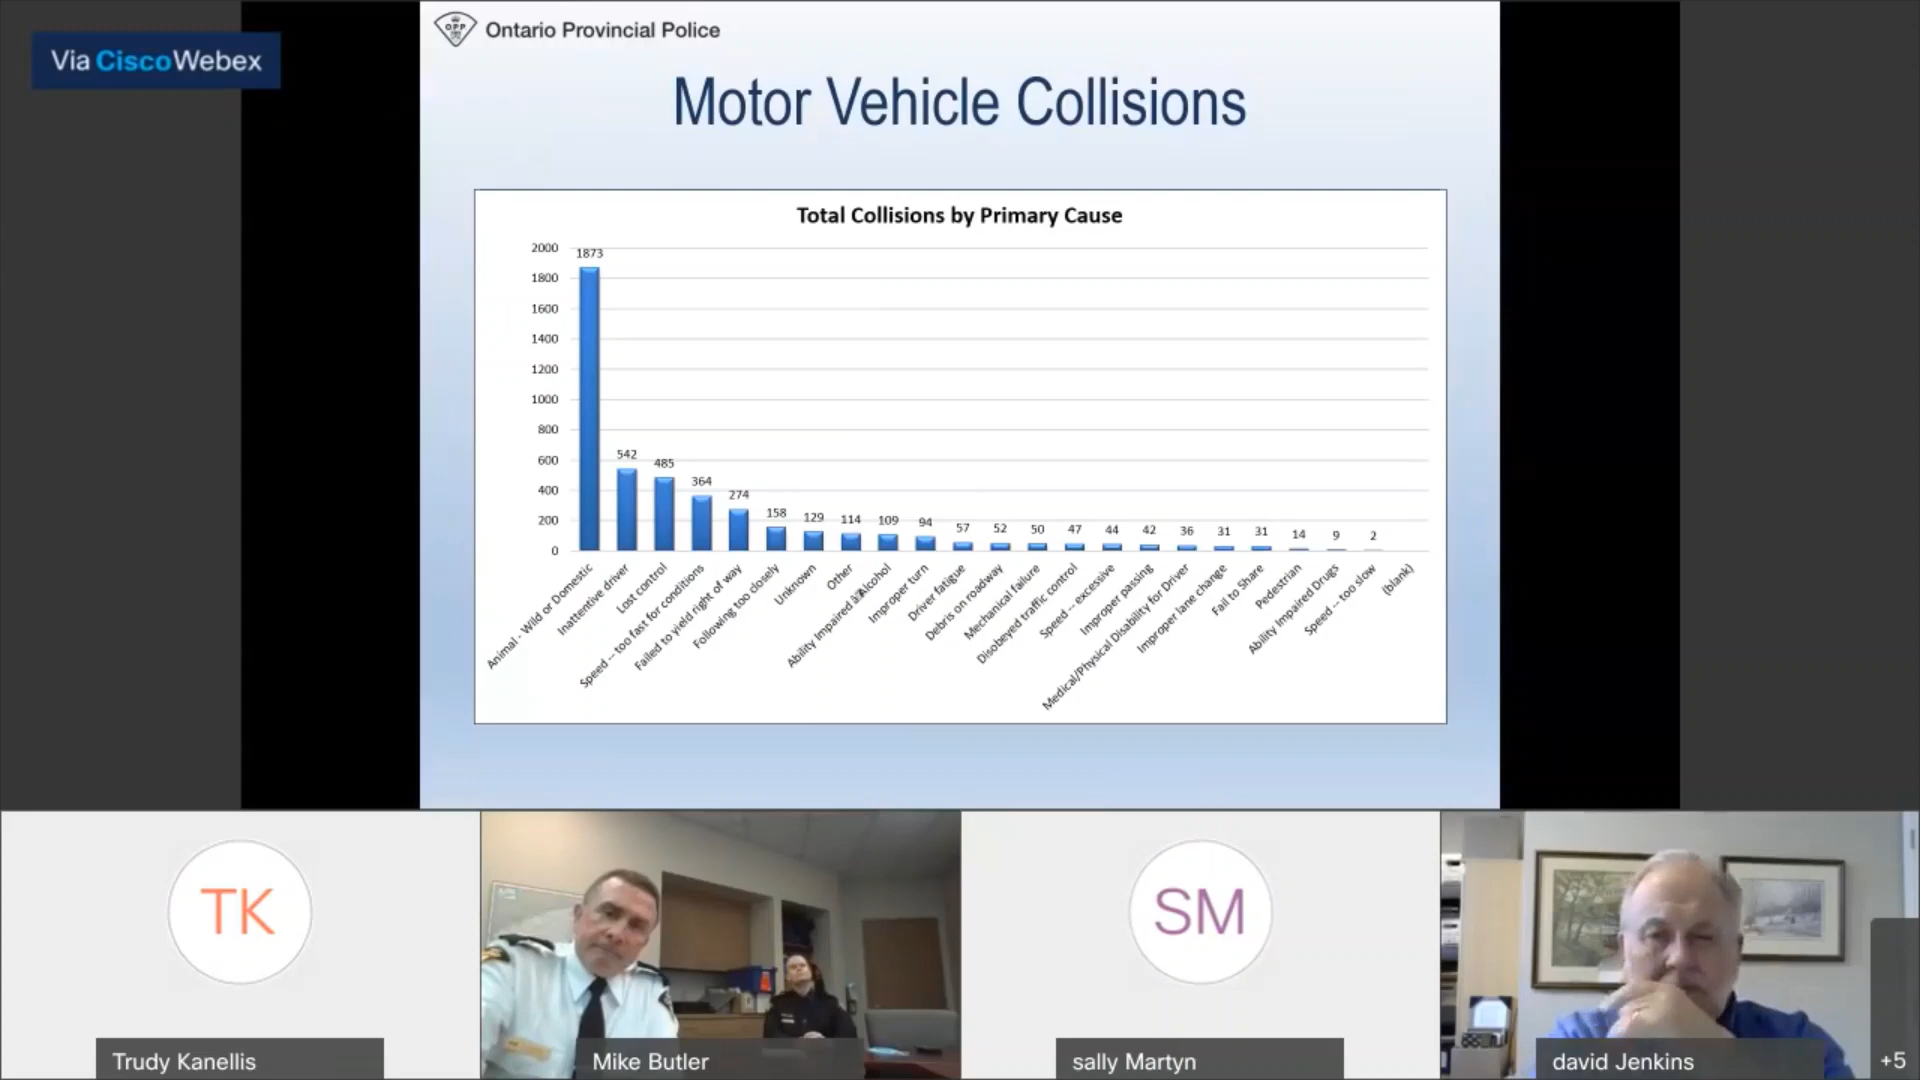 Via CiscoWebex
OPP
Ontario Provincial Police
Motor Vehicle Collisions
Total Collisions by Primary Cause
2000
1800
1600
1400
1200
1000
800
600
400
200
0
1873
542
485
364
274
158
129
114
109
94
57
52
50
47
44
42
36
31
31
14
9
2
Animal - Wild or Domestic
Inattentive driver
Lost control
Speed -- too fast for conditions
Failed to yield right of way
Following too closely
Unknown
Other
Ability Impaired Alcohol
Improper turn
Driver fatigue
Debris on roadway
Mechanical failure
Disobeyed traffic control
Speed -- excessive
Improper passing
Medical/Physical Disability for Driver
Improper lane change
Fail to Share
Pedestrian
Ability Impaired Drugs
Speed -- too slow
(blank)
TK
SM
Trudy Kanellis
Mike Butler
sally Martyn
david Jenkins
+5